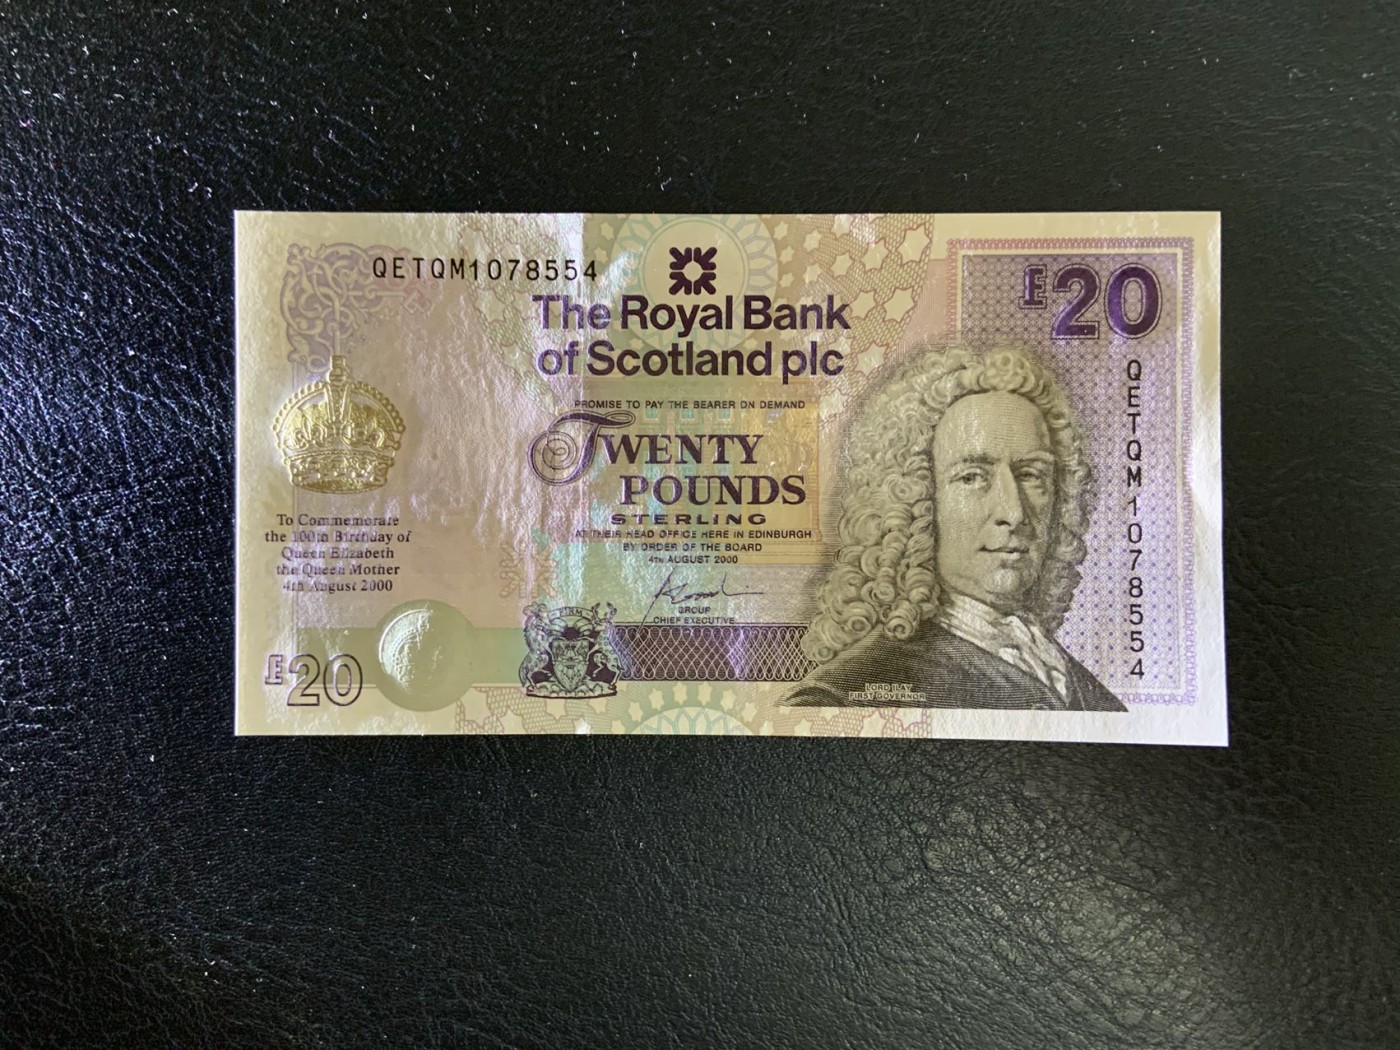 QETQM1078554
The Royal Bank
of Scotland plc
PROMISE TO PAY THE BEARER ON DEMAND
TWENTY
POUNDS
STERLING
AT THEIR HEAD OFFICE HERE IN EDINBURGH
BY ORDER OF THE BOARD
4TH AUGUST 2000
GROUP
CHIEF EXECUTIVE
To Commemorate
the 100th Birthday of
Queen Elizabeth
the Queen Mother
4th August 2000
£20
FIRM
£20
QETQM1078554
LORD ILAY
FIRST GOVERNOR